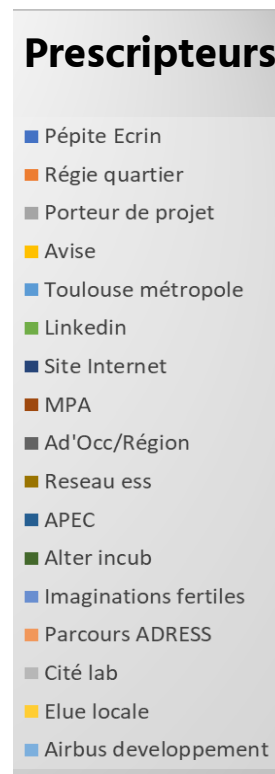 Prescripteurs
Pépite Ecrin
Régie quartier
Porteur de projet
Avise
Toulouse métropole
Linkedin
Site Internet
MPA
Ad'Occ/Région
Reseau ess
APEC
Alter incub
Imaginations fertiles
Parcours ADRESS
Cité lab
Elue locale
Airbus developpement